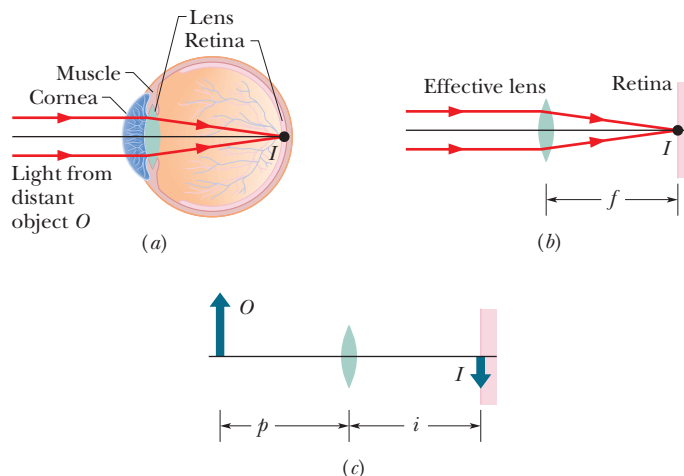 Lens
Retina
Muscle
Cornea
I
Light from
distant
object O
(a)
Effective lens
Retina
I
f
(b)
O
I
p
i
(c)